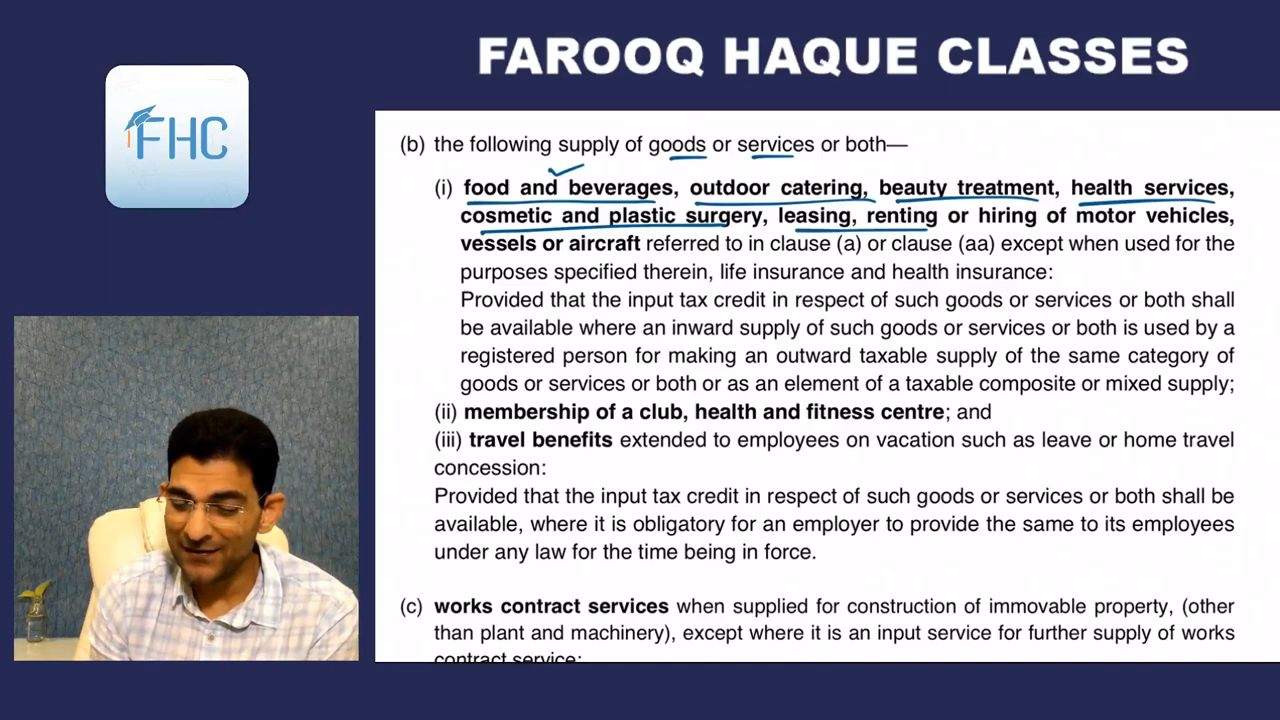 FAROOQ HAQUE CLASSES
FHC
(b) the following supply of goods or services or both—
(i) food and beverages, outdoor catering, beauty treatment, health services,
cosmetic and plastic surgery, leasing, renting or hiring of motor vehicles,
vessels or aircraft referred to in clause (a) or clause (aa) except when used for the
purposes specified therein, life insurance and health insurance:
Provided that the input tax credit in respect of such goods or services or both shall
be available where an inward supply of such goods or services or both is used by a
registered person for making an outward taxable supply of the same category of
goods or services or both or as an element of a taxable composite or mixed supply;
(ii) membership of a club, health and fitness centre; and
(iii) travel benefits extended to employees on vacation such as leave or home travel
concession:
Provided that the input tax credit in respect of such goods or services or both shall be
available, where it is obligatory for an employer to provide the same to its employees
under any law for the time being in force.
(c) works contract services when supplied for construction of immovable property, (other
than plant and machinery), except where it is an input service for further supply of works
contract service;